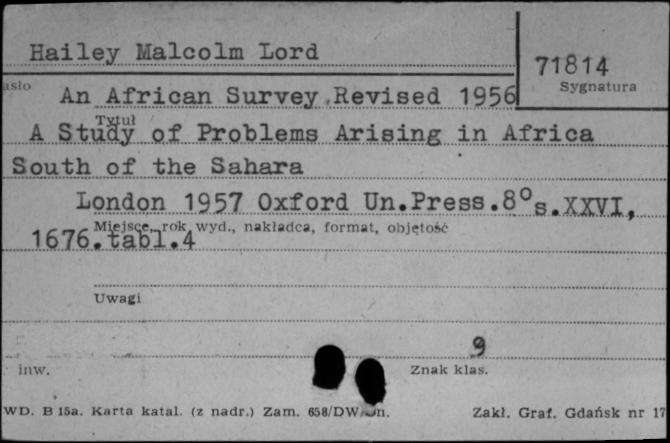 Hailey Malcolm Lord
71814
asło
Sygnatura
An African Survey.Revised 1956
Tytuł
A Study of Problems Arising in Africa
South of the Sahara
London 1957 Oxford Un.Press.8°s.XXVI,
Miejsce, rok wyd., nakładca, format, objętość
1676.tabl.4
Uwagi
9
inw.
Znak klas.
WD. B 15a. Karta katal. (z nadr.) Zam. 658/DW
Zakł. Graf. Gdańsk nr 17